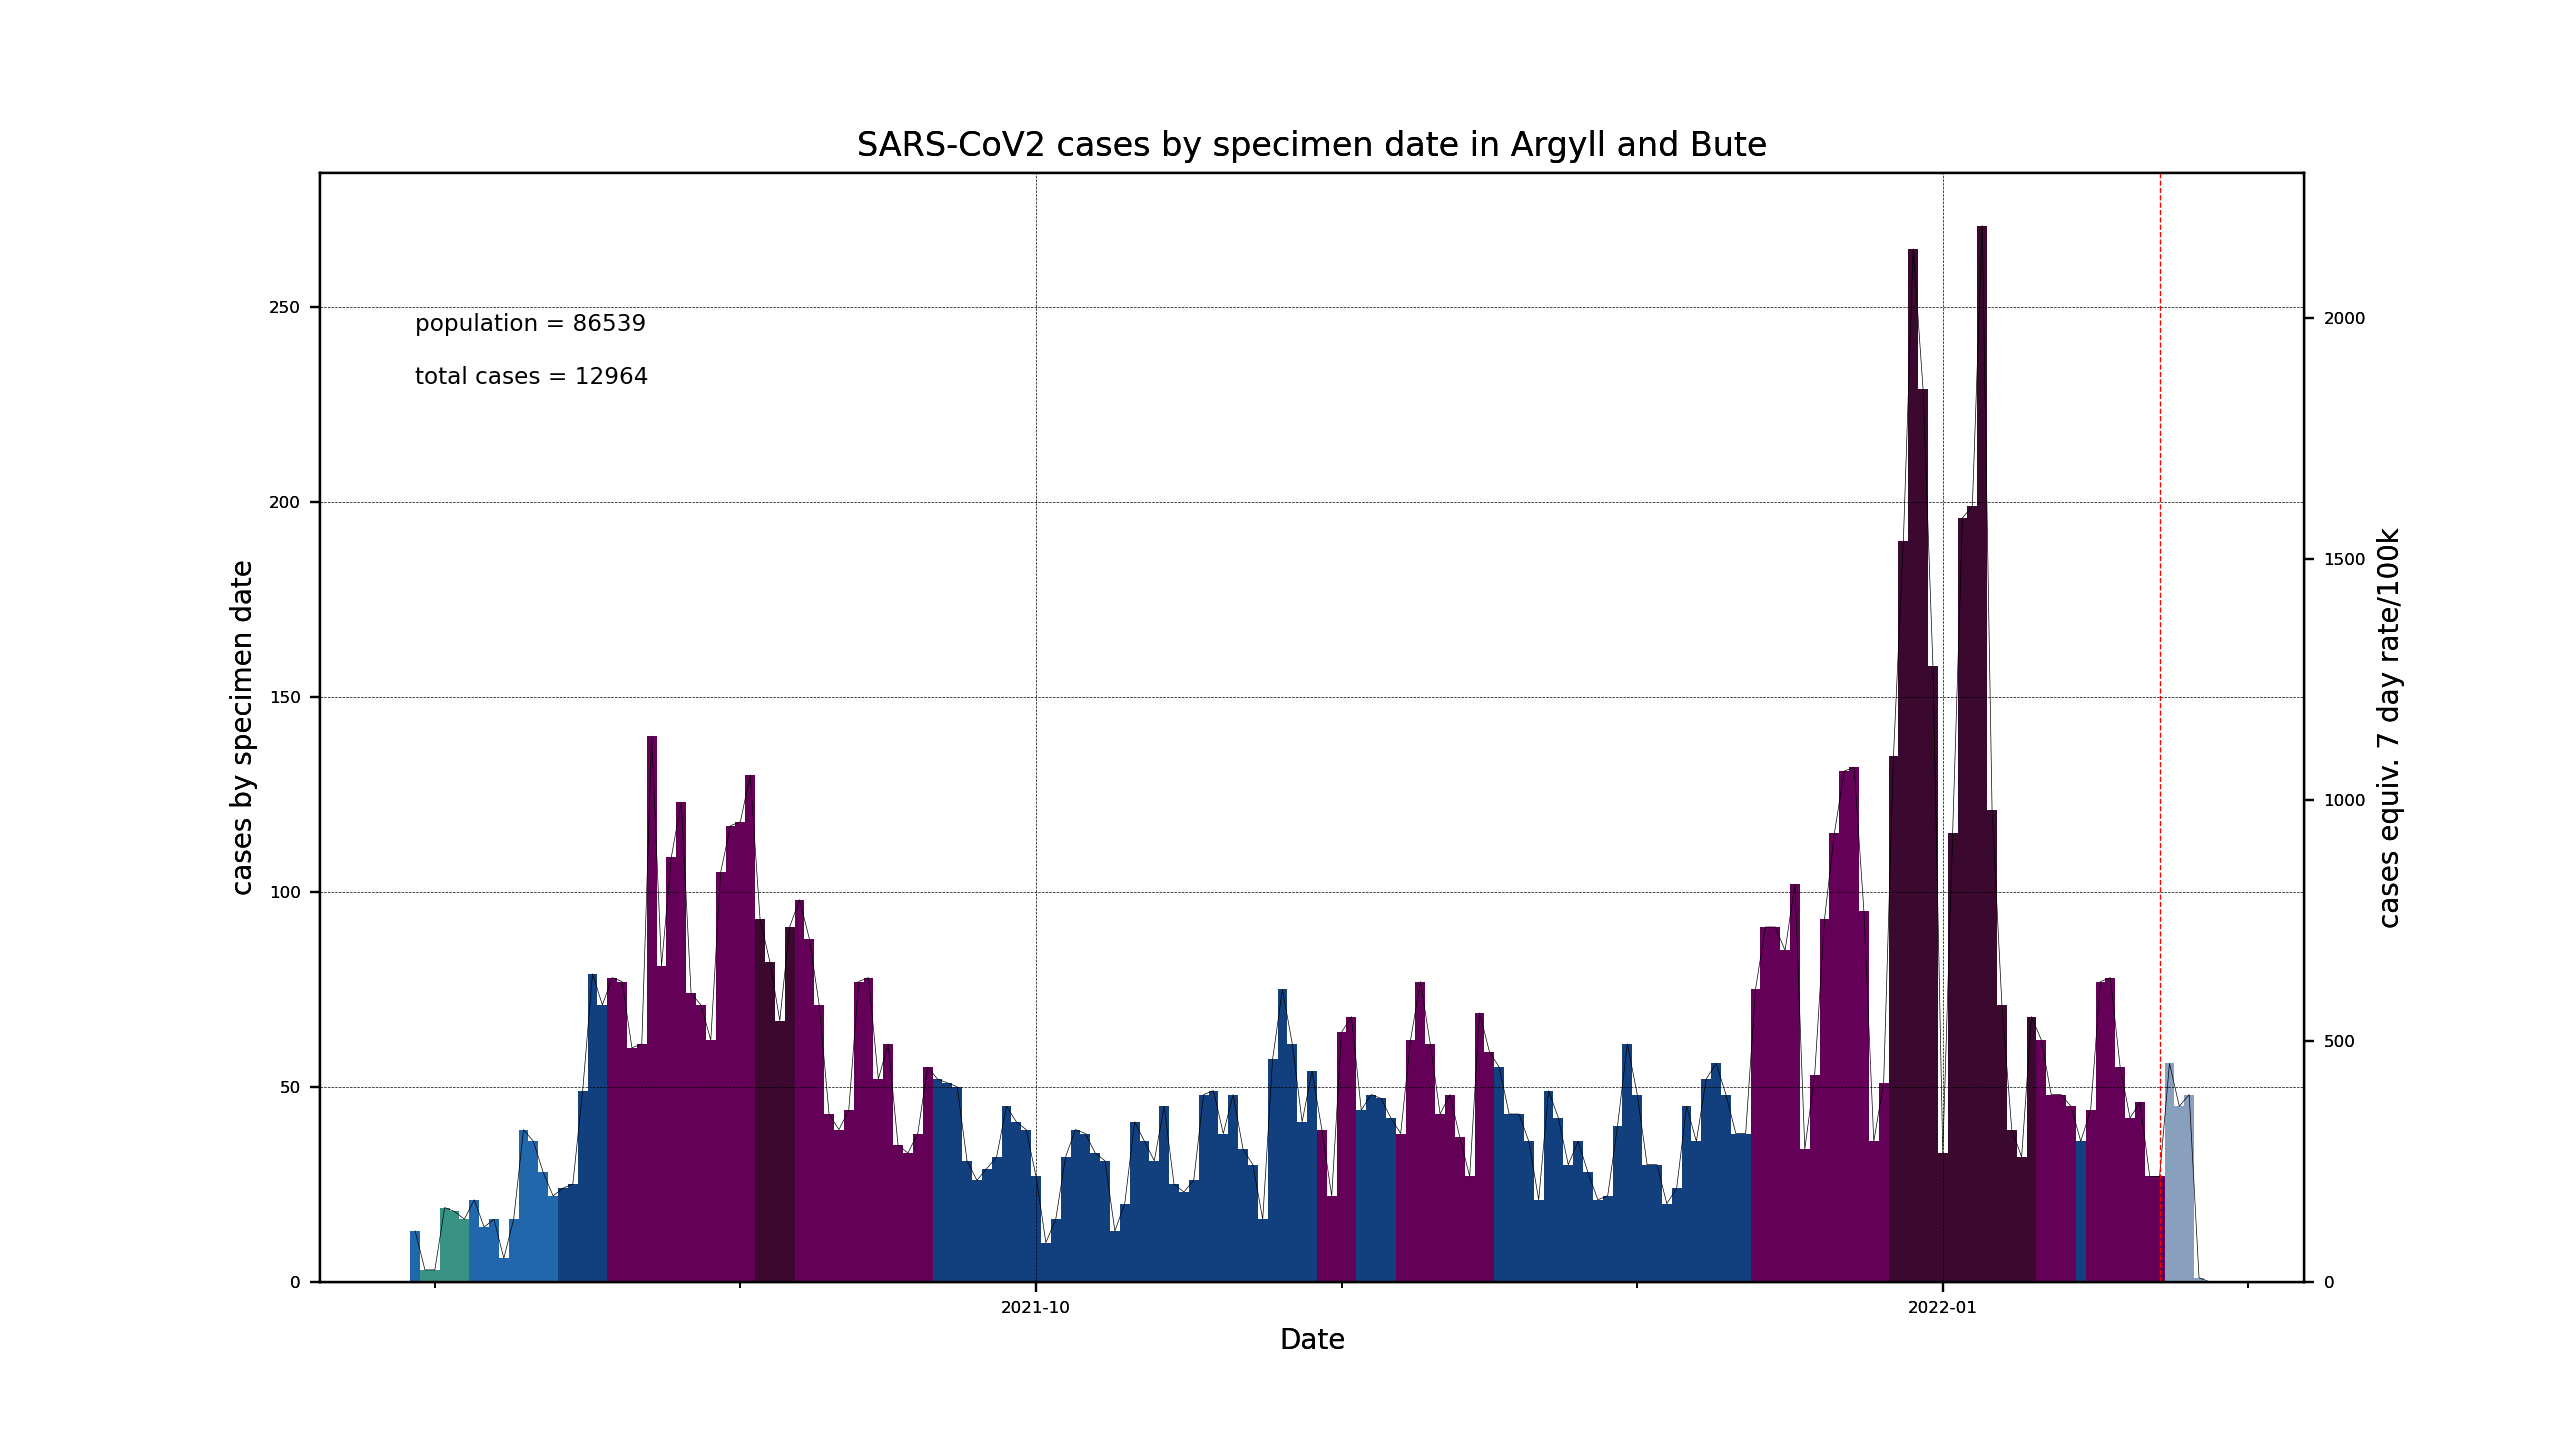 SARS-CoV2 cases by specimen date in Argyll and Bute
population = 86539
total cases = 12964
cases by specimen date
250
200
150
100
50
0
2000
1500
1000
500
0
cases equiv. 7 day rate/100k
2021-10
2022-01
Date